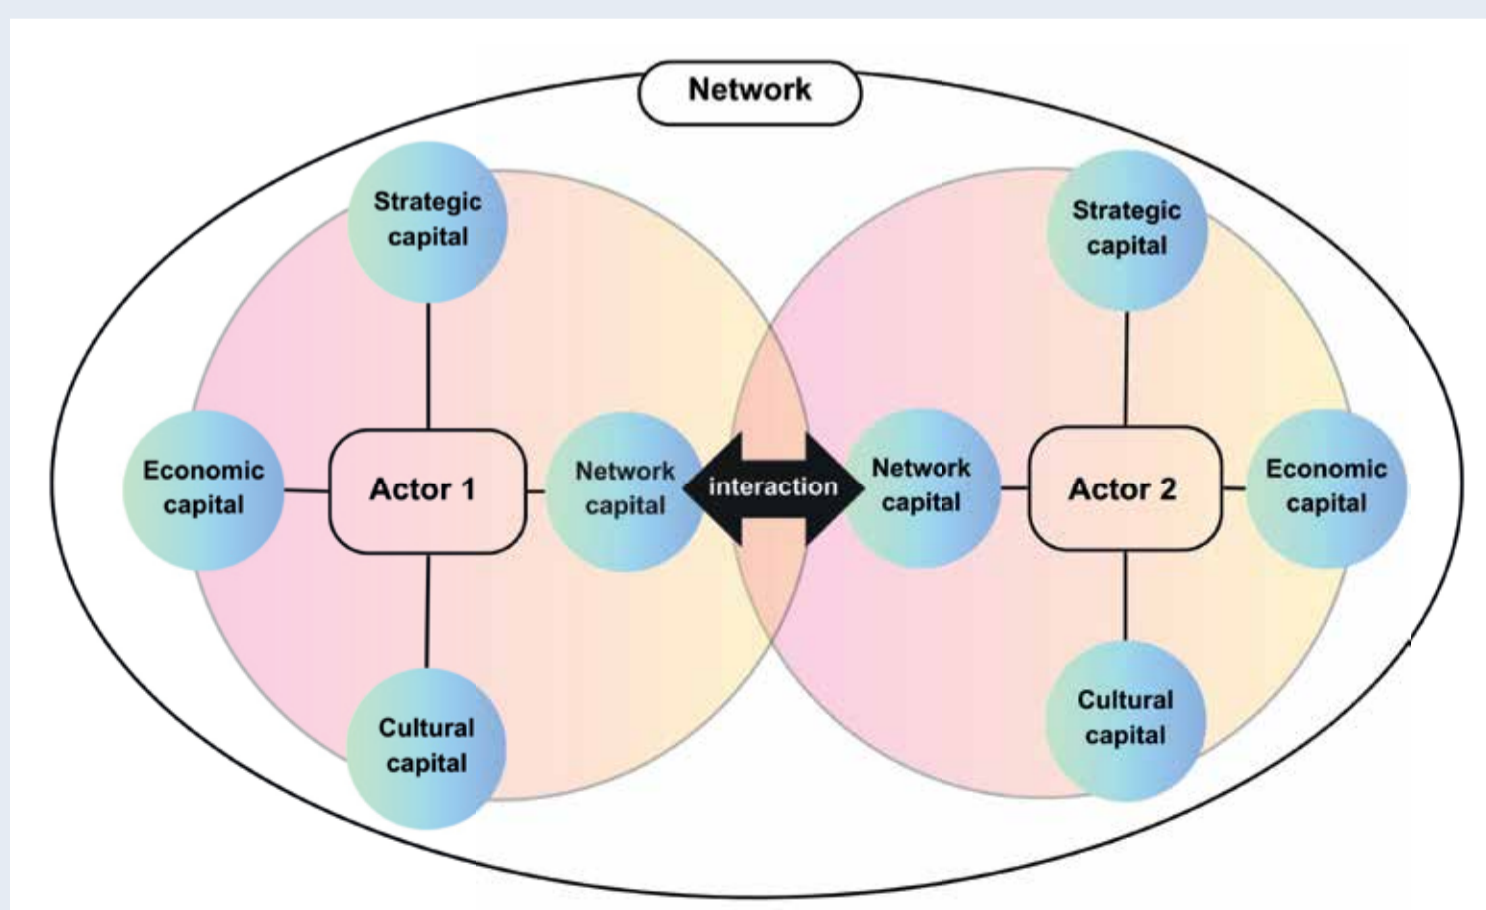 Network
Strategic
capital
Economic
capital
Actor 1
Network
capital
Cultural
capital
interaction
Strategic
capital
Network
capital
Actor 2
Economic
capital
Cultural
capital